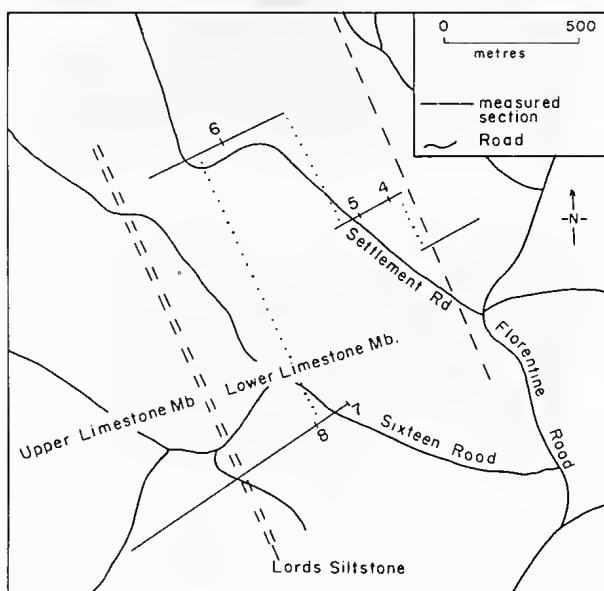 0 500
metres
measured
section
Road
-N-
6
5 4
Settlement Rd
Florentine
Road
Upper Limestone Mb Lower Limestone Mb.
7
8
Sixteen Road
Lords Siltstone